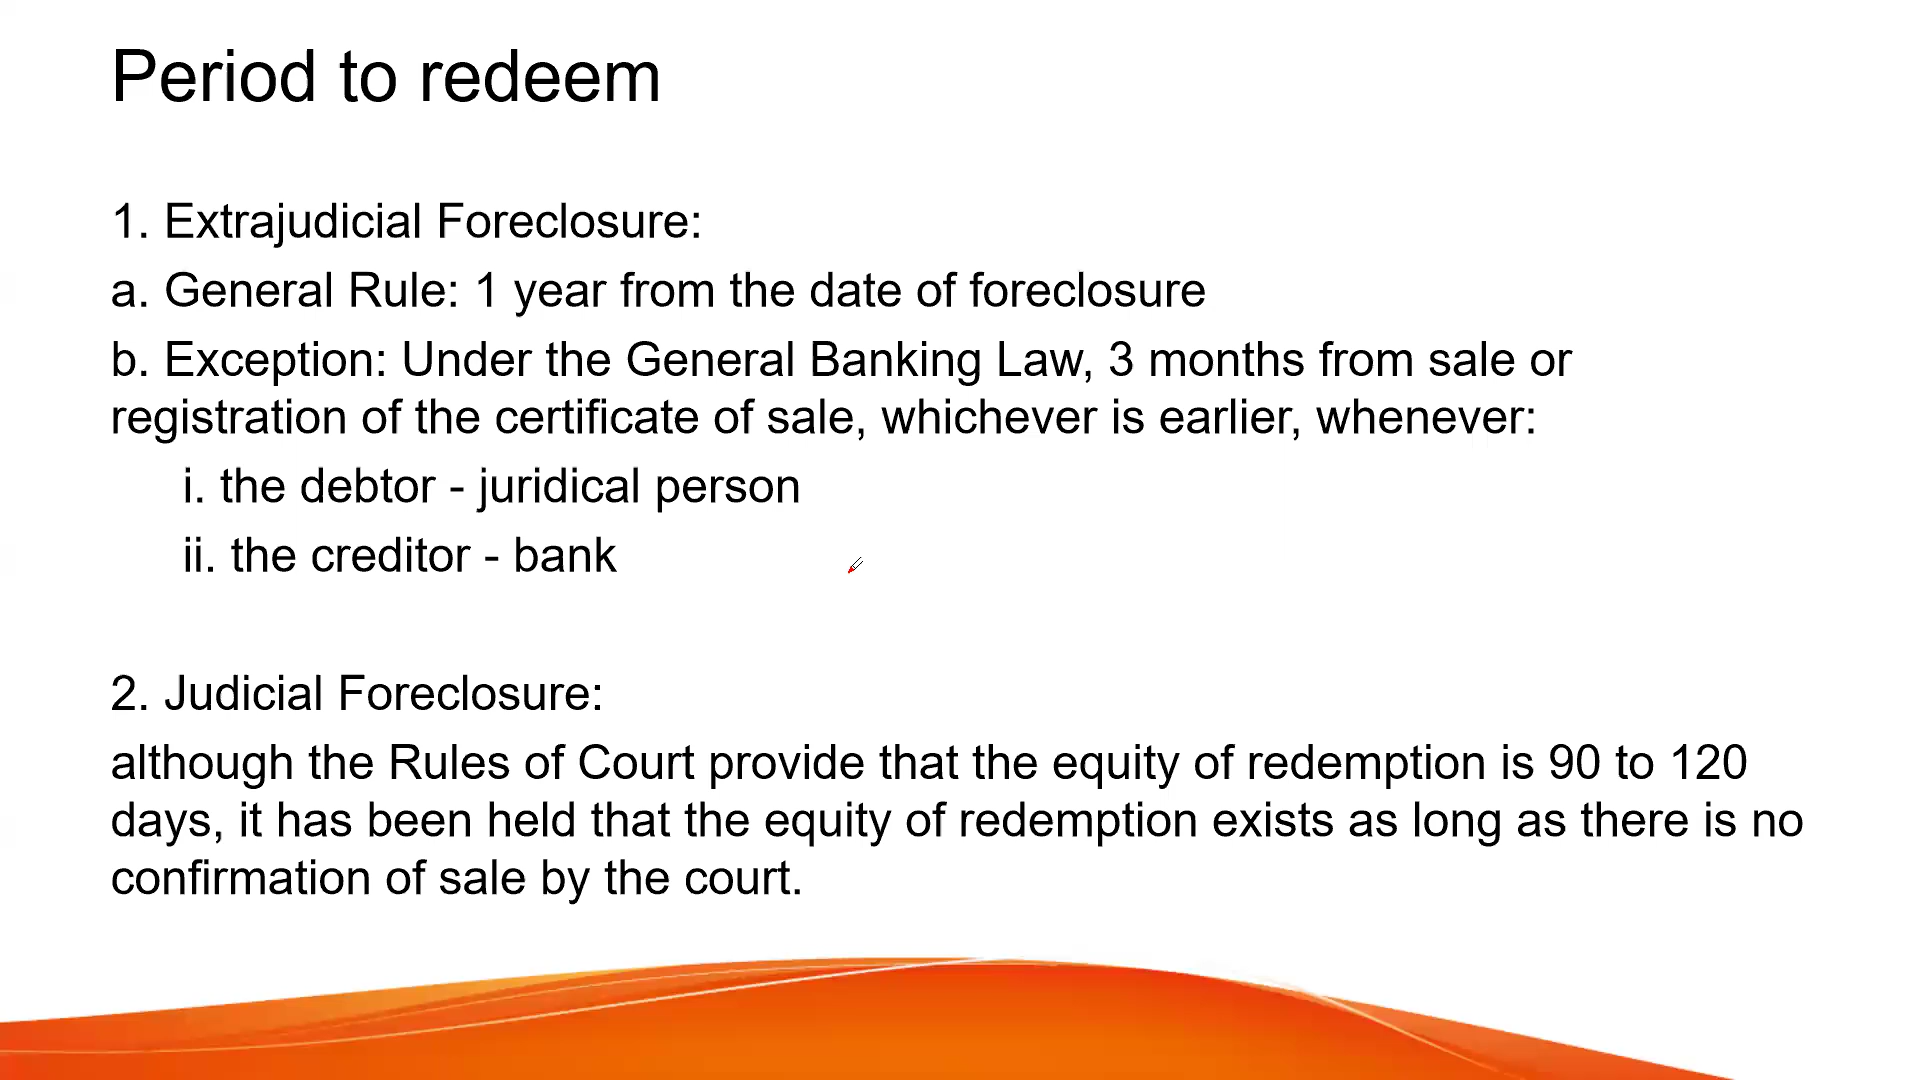 Period to redeem
1. Extrajudicial Foreclosure:
a. General Rule: 1 year from the date of foreclosure
b. Exception: Under the General Banking Law, 3 months from sale or
registration of the certificate of sale, whichever is earlier, whenever:
i. the debtor - juridical person
ii. the creditor - bank
2. Judicial Foreclosure:
although the Rules of Court provide that the equity of redemption is 90 to 120
days, it has been held that the equity of redemption exists as long as there is no
confirmation of sale by the court.